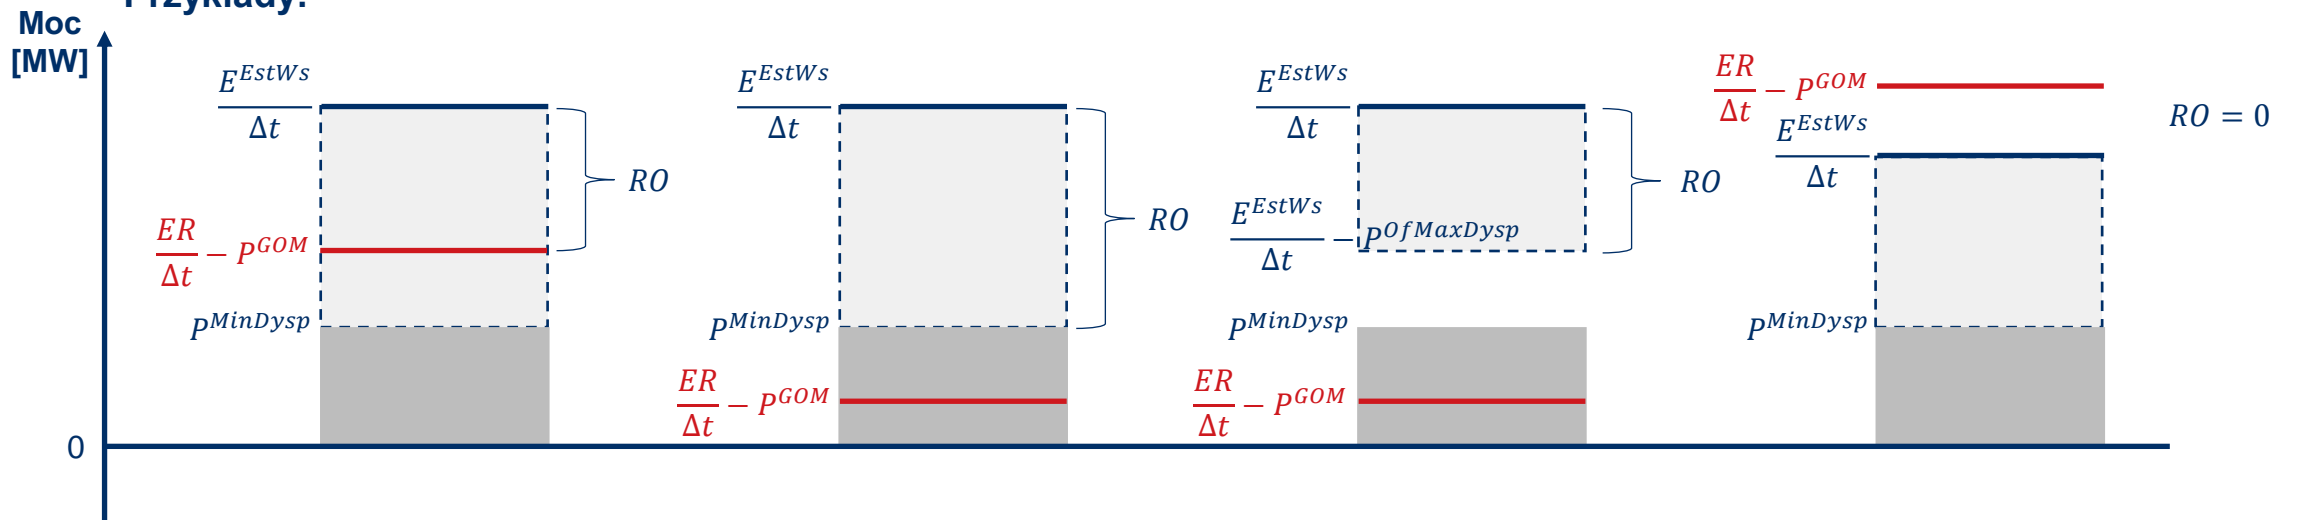 Przykłady:
Moc
[MW]
E^{EstWs}/Δt
RO
ER/Δt − P^{GOM}
P^{MinDysp}
E^{EstWs}/Δt
RO
P^{MinDysp}
ER/Δt − P^{GOM}
E^{EstWs}/Δt
RO
E^{EstWs}/Δt − P^{OfMaxDysp}
P^{MinDysp}
ER/Δt − P^{GOM}
ER/Δt − P^{GOM}
RO = 0
E^{EstWs}/Δt
P^{MinDysp}
0